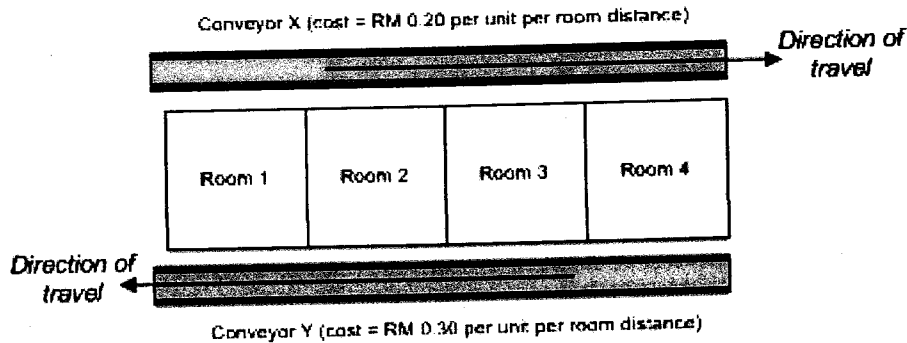 Conveyor X (cost = RM 0.20 per unit per room distance)
Direction of
travel
Room 1
Room 2
Room 3
Room 4
Direction of
travel
Conveyor Y (cost = RM 0.30 per unit per room distance)